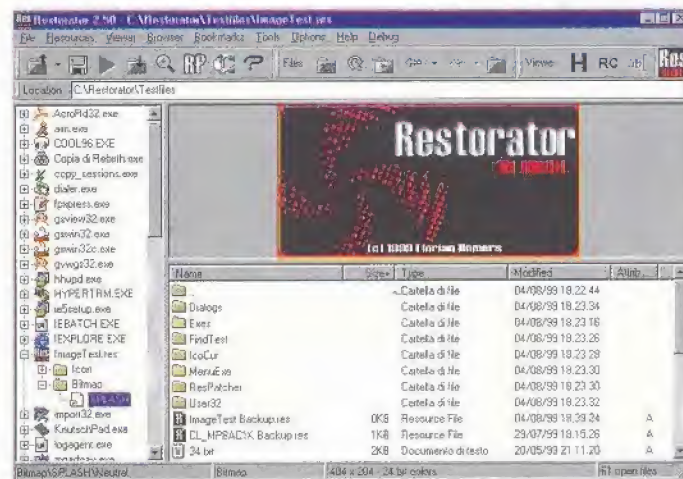 Restorator 2.50 - C:\Restorator\Testfiles\ImageTest.res
File Resources Viewer Browser Bookmarks Tools Options Help Debug
RP Files Viewer H RC
Location C:\Restorator\Testfiles
AcroRd32.exe
aim.exe
COOL96.EXE
Copia di Rebirth.exe
copy_sessions.exe
dialer.exe
fpxpress.exe
gsview32.exe
gswin32.exe
gswin32c.exe
gvwgs32.exe
hhupd.exe
HYPERTRM.EXE
ie5setup.exe
IEBATCH.EXE
IEXPLORE.EXE
ImageTest.res
Icon
Bitmap
SPLASH
import32.exe
KnutschPad.exe
logagent.exe
Restorator
(c) 1999 Florian Bömers
Name Size Type Modified Attrib...
.. Cartella di file 04/08/99 18.22.44
Dialogs Cartella di file 04/08/99 18.23.34
Exes Cartella di file 04/08/99 18.23.16
FindTest Cartella di file 04/08/99 18.23.26
IcoCur Cartella di file 04/08/99 18.23.28
MenuExe Cartella di file 04/08/99 18.23.30
ResPatcher Cartella di file 04/08/99 18.23.30
User32 Cartella di file 04/08/99 18.23.32
ImageTest Backup.res 0KB Resource File 04/08/99 18.39.24 A
CL_MP8AC1X Backup.res 1KB Resource File 29/07/99 18.15.26 A
34.txt 2KB Documento di testo 20/05/99 21.11.20 A
Bitmap\SPLASH\Neutral Bitmap 404 x 204 - 24 bit colors 61 open files